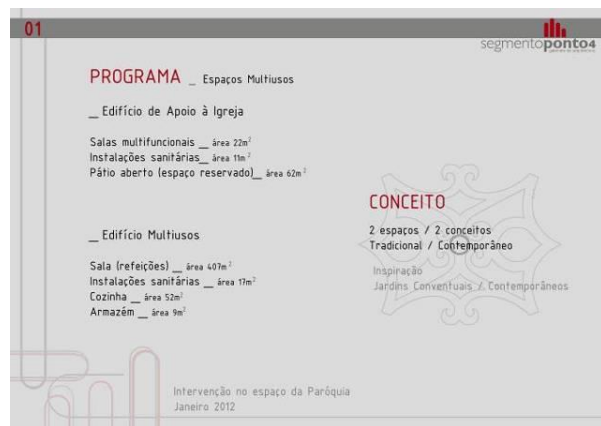 01
segmentoponto4
PROGRAMA _ Espaços Multiusos
_ Edifício de Apoio à Igreja
Salas multifuncionais _ área 22m²
Instalações sanitárias_ área 11m²
Pátio aberto (espaço reservado)_ área 62m²
CONCEITO
2 espaços / 2 conceitos
Tradicional / Contemporâneo
Inspiração
Jardins Conventuais / Contemporâneos
_ Edifício Multiusos
Sala (refeições) _ área 407m²
Instalações sanitárias _ área 17m²
Cozinha _ área 52m²
Armazém _ área 9m²
Intervenção no espaço da Paróquia
Janeiro 2012